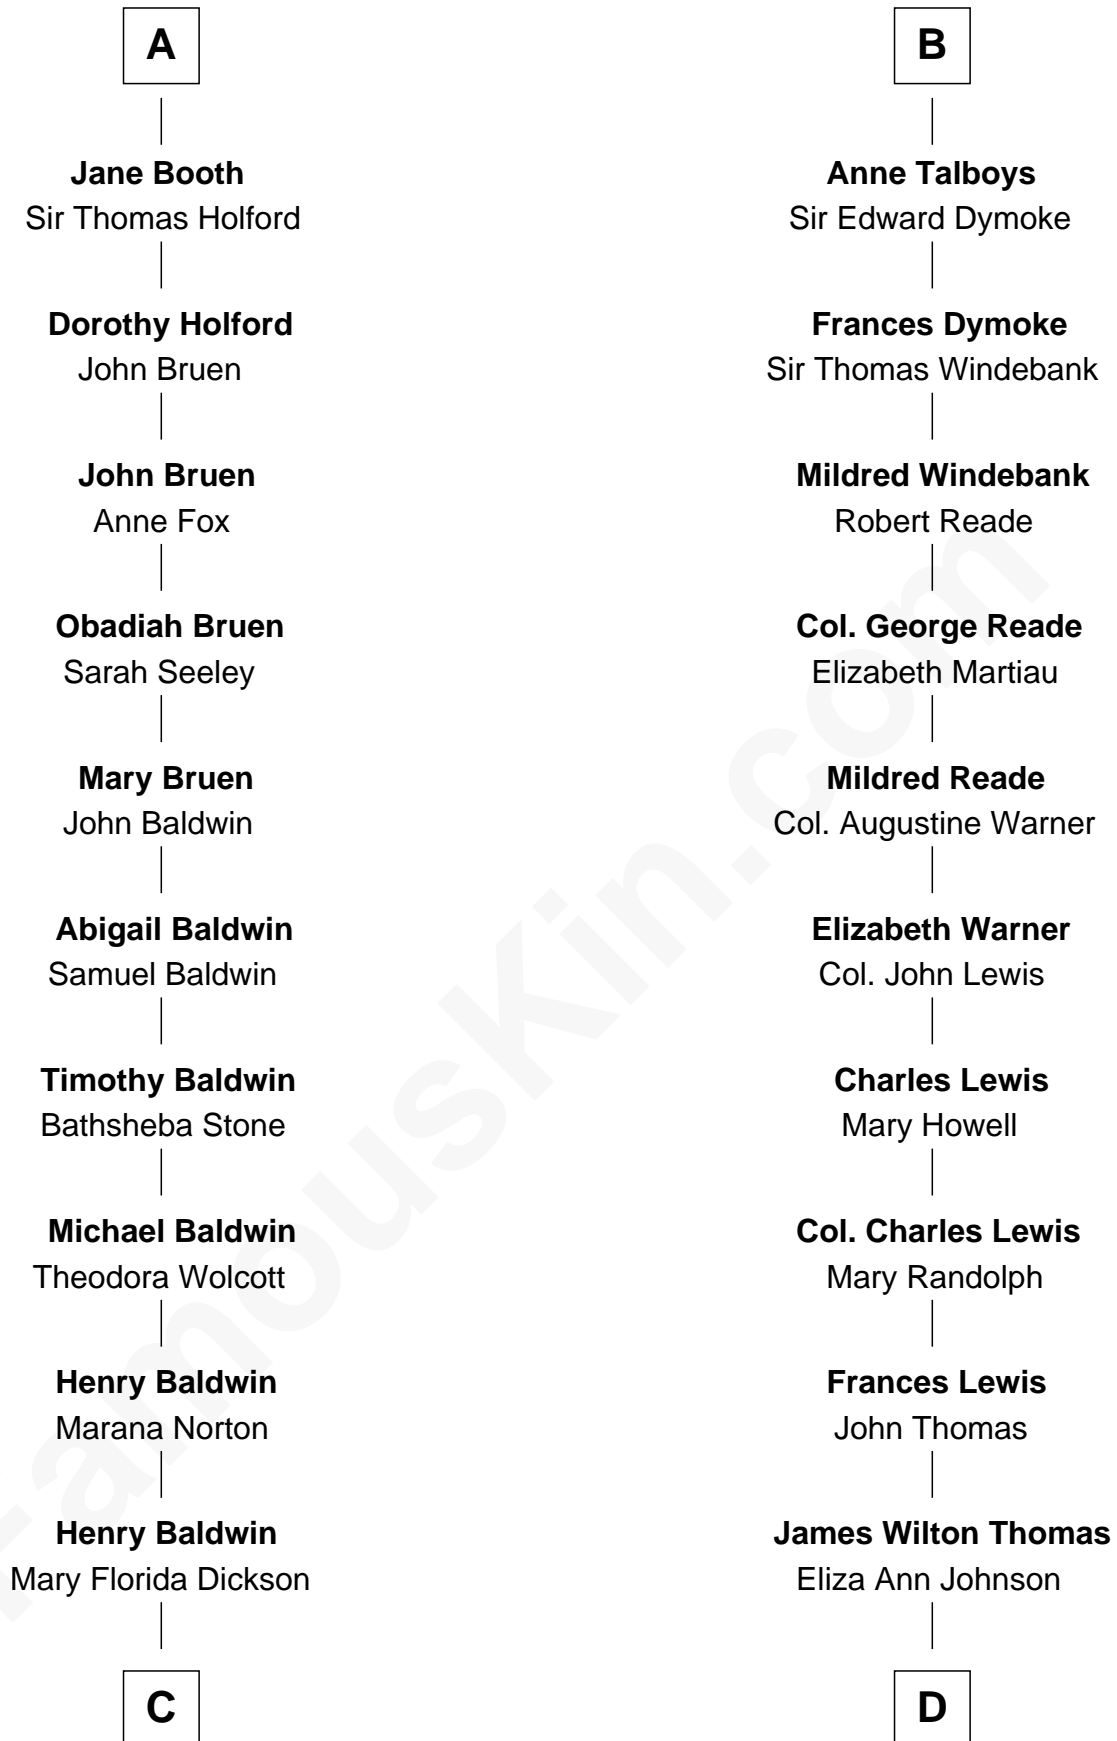 A
Jane Booth
Sir Thomas Holford
Dorothy Holford
John Bruen
John Bruen
Anne Fox
Obadiah Bruen
Sarah Seeley
Mary Bruen
John Baldwin
Abigail Baldwin
Samuel Baldwin
Timothy Baldwin
Bathsheba Stone
Michael Baldwin
Theodora Wolcott
Henry Baldwin
Marana Norton
Henry Baldwin
Mary Florida Dickson
C
B
Anne Talboys
Sir Edward Dymoke
Frances Dymoke
Sir Thomas Windebank
Mildred Windebank
Robert Reade
Col. George Reade
Elizabeth Martiau
Mildred Reade
Col. Augustine Warner
Elizabeth Warner
Col. John Lewis
Charles Lewis
Mary Howell
Col. Charles Lewis
Mary Randolph
Frances Lewis
John Thomas
James Wilton Thomas
Eliza Ann Johnson
D
FamousKin.com